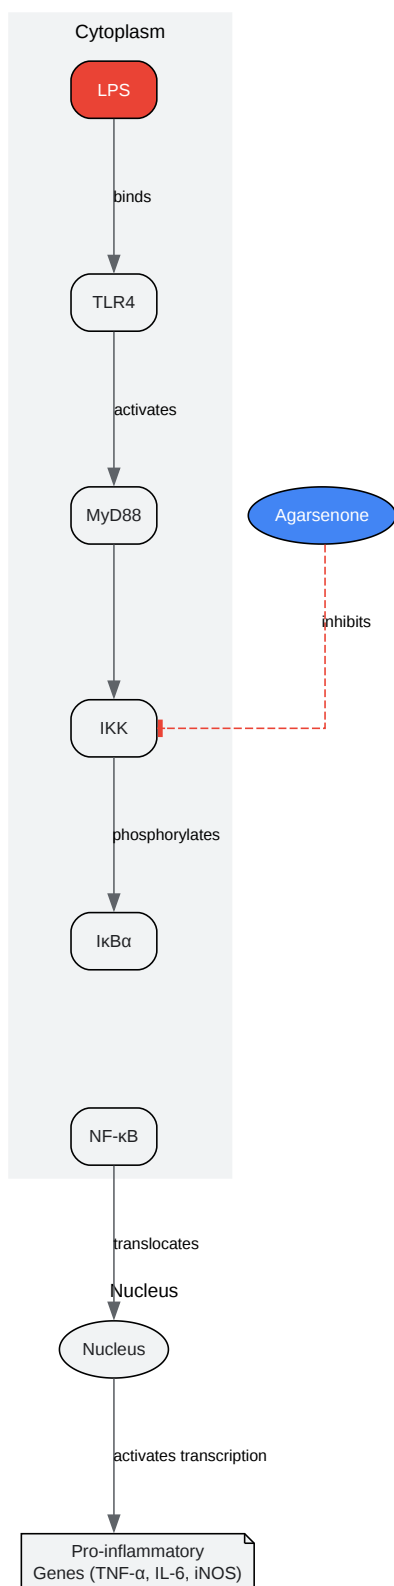 Cytoplasm
LPS
binds
TLR4
activates
MyD88
Agarsenone
inhibits
IKK
phosphorylates
IκBα
NF-κB
translocates
Nucleus
Nucleus
activates transcription
Pro-inflammatory
Genes (TNF-α, IL-6, iNOS)